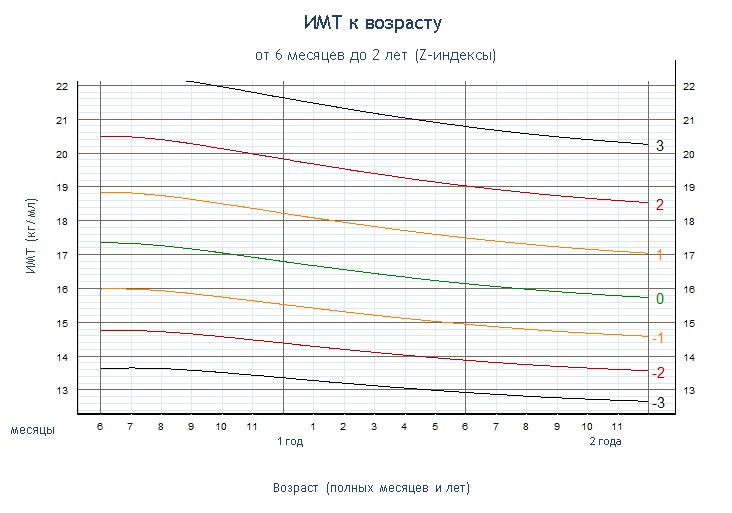 ИМТ к возрасту
от 6 месяцев до 2 лет (Z-индексы)
22 22
21 21
3
20 20
19 19
2
18 18
17 1 17
16 16
0
15 15
-1
14 14
-2
13 13
-3
ИМТ (кг/мл)
месяцы 6 7 8 9 10 11 1 2 3 4 5 6 7 8 9 10 11
1 год 2 года
Возраст (полных месяцев и лет)